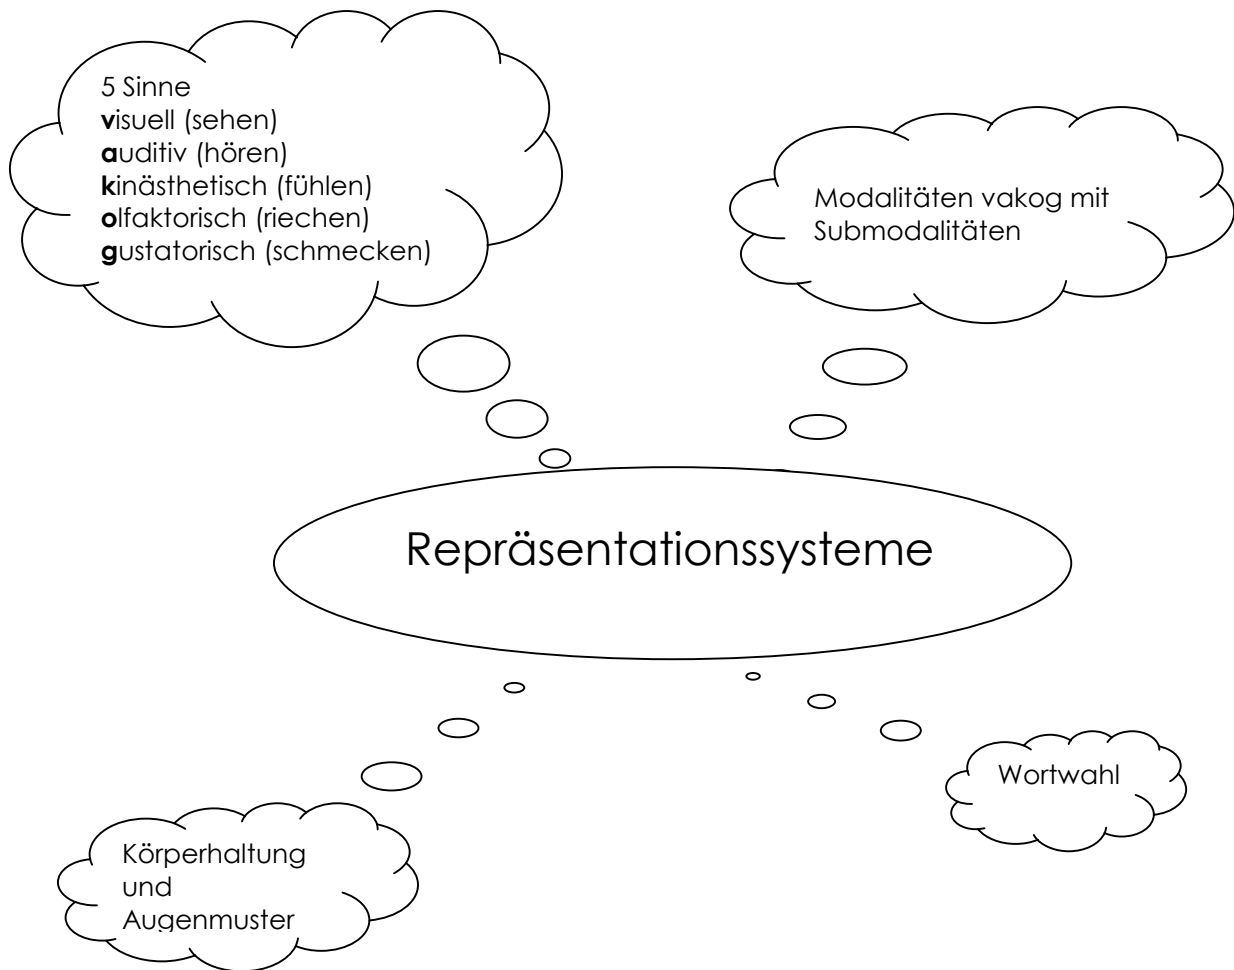 5 Sinne
visuell (sehen)
auditiv (hören)
kinästhetisch (fühlen)
olfaktorisch (riechen)
gustatorisch (schmecken)
Modalitäten vakog mit
Submodalitäten
Repräsentationssysteme
Wortwahl
Körperhaltung
und
Augenmuster